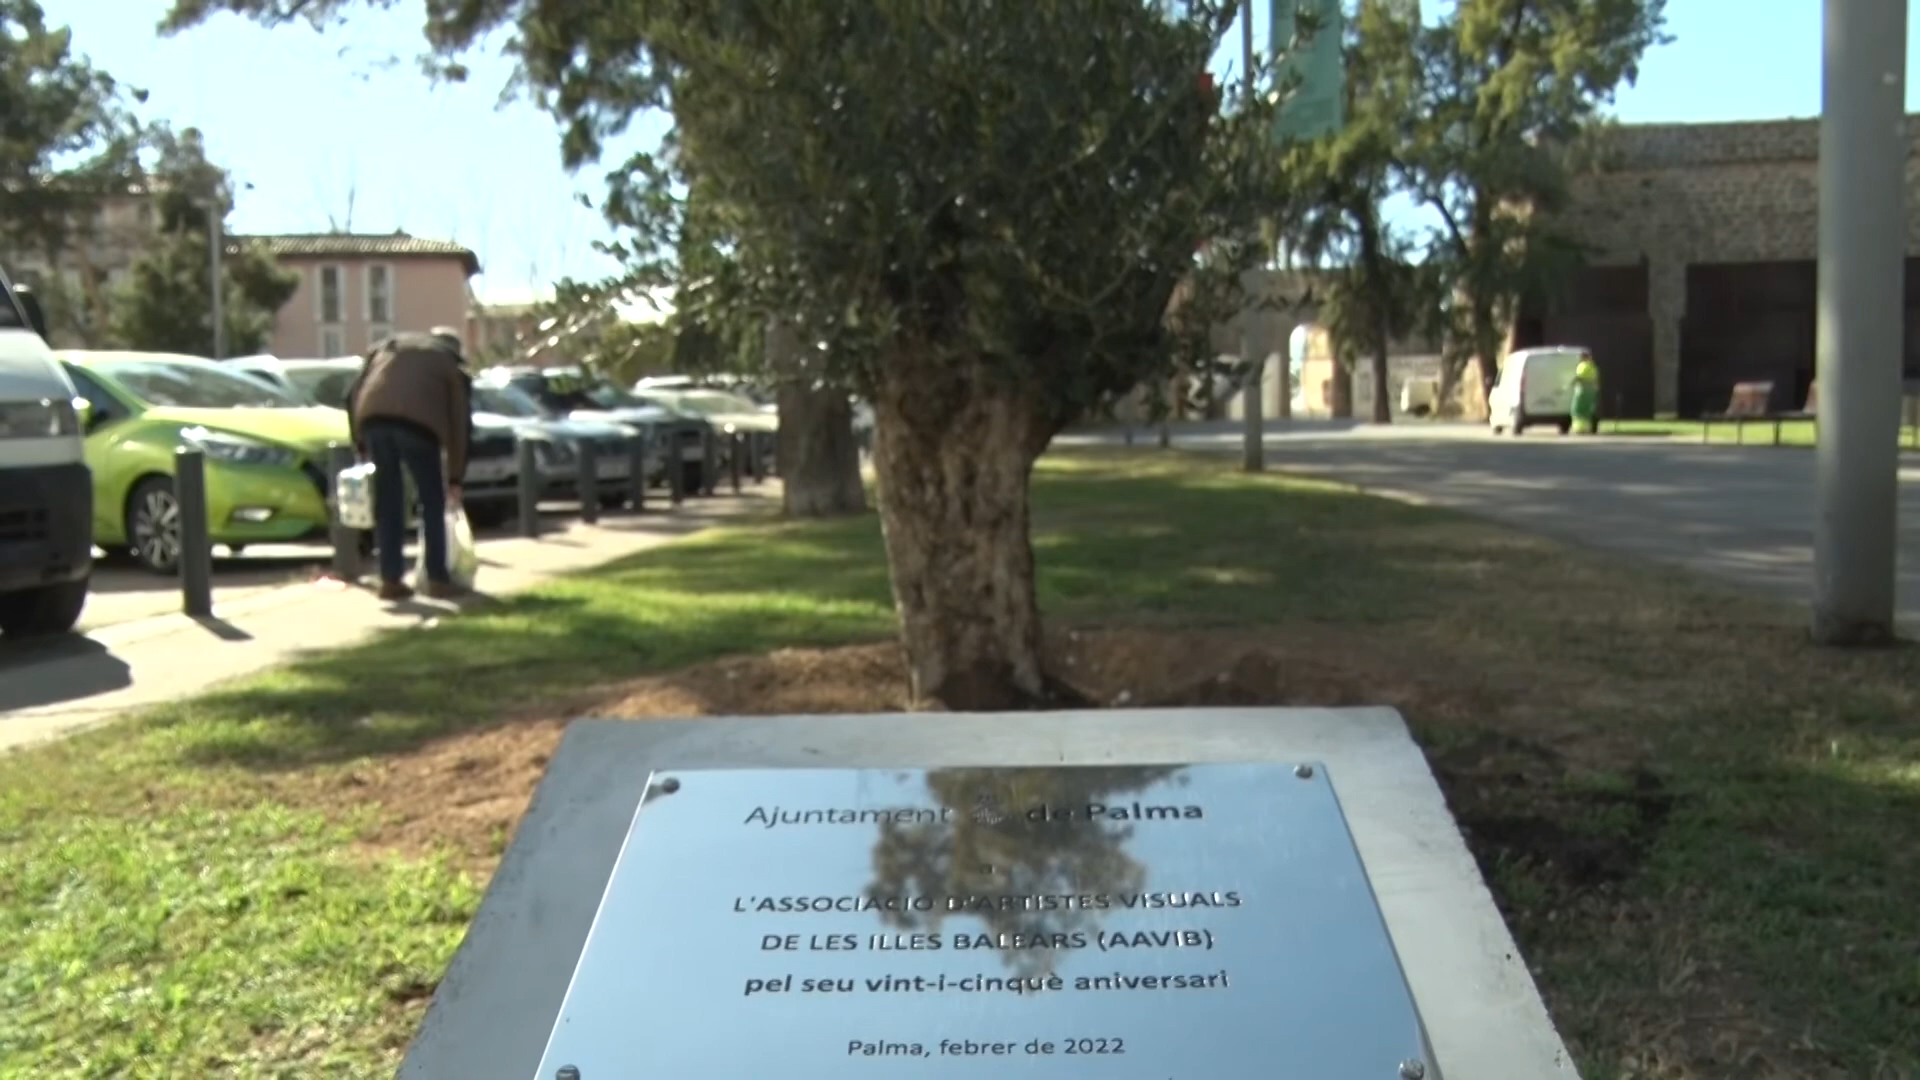 Ajuntament de Palma
a
L'ASSOCIACIÓ D'ARTISTES VISUALS
DE LES ILLES BALEARS (AAVIB)
pel seu vint-i-cinquè aniversari
Palma, febrer de 2022